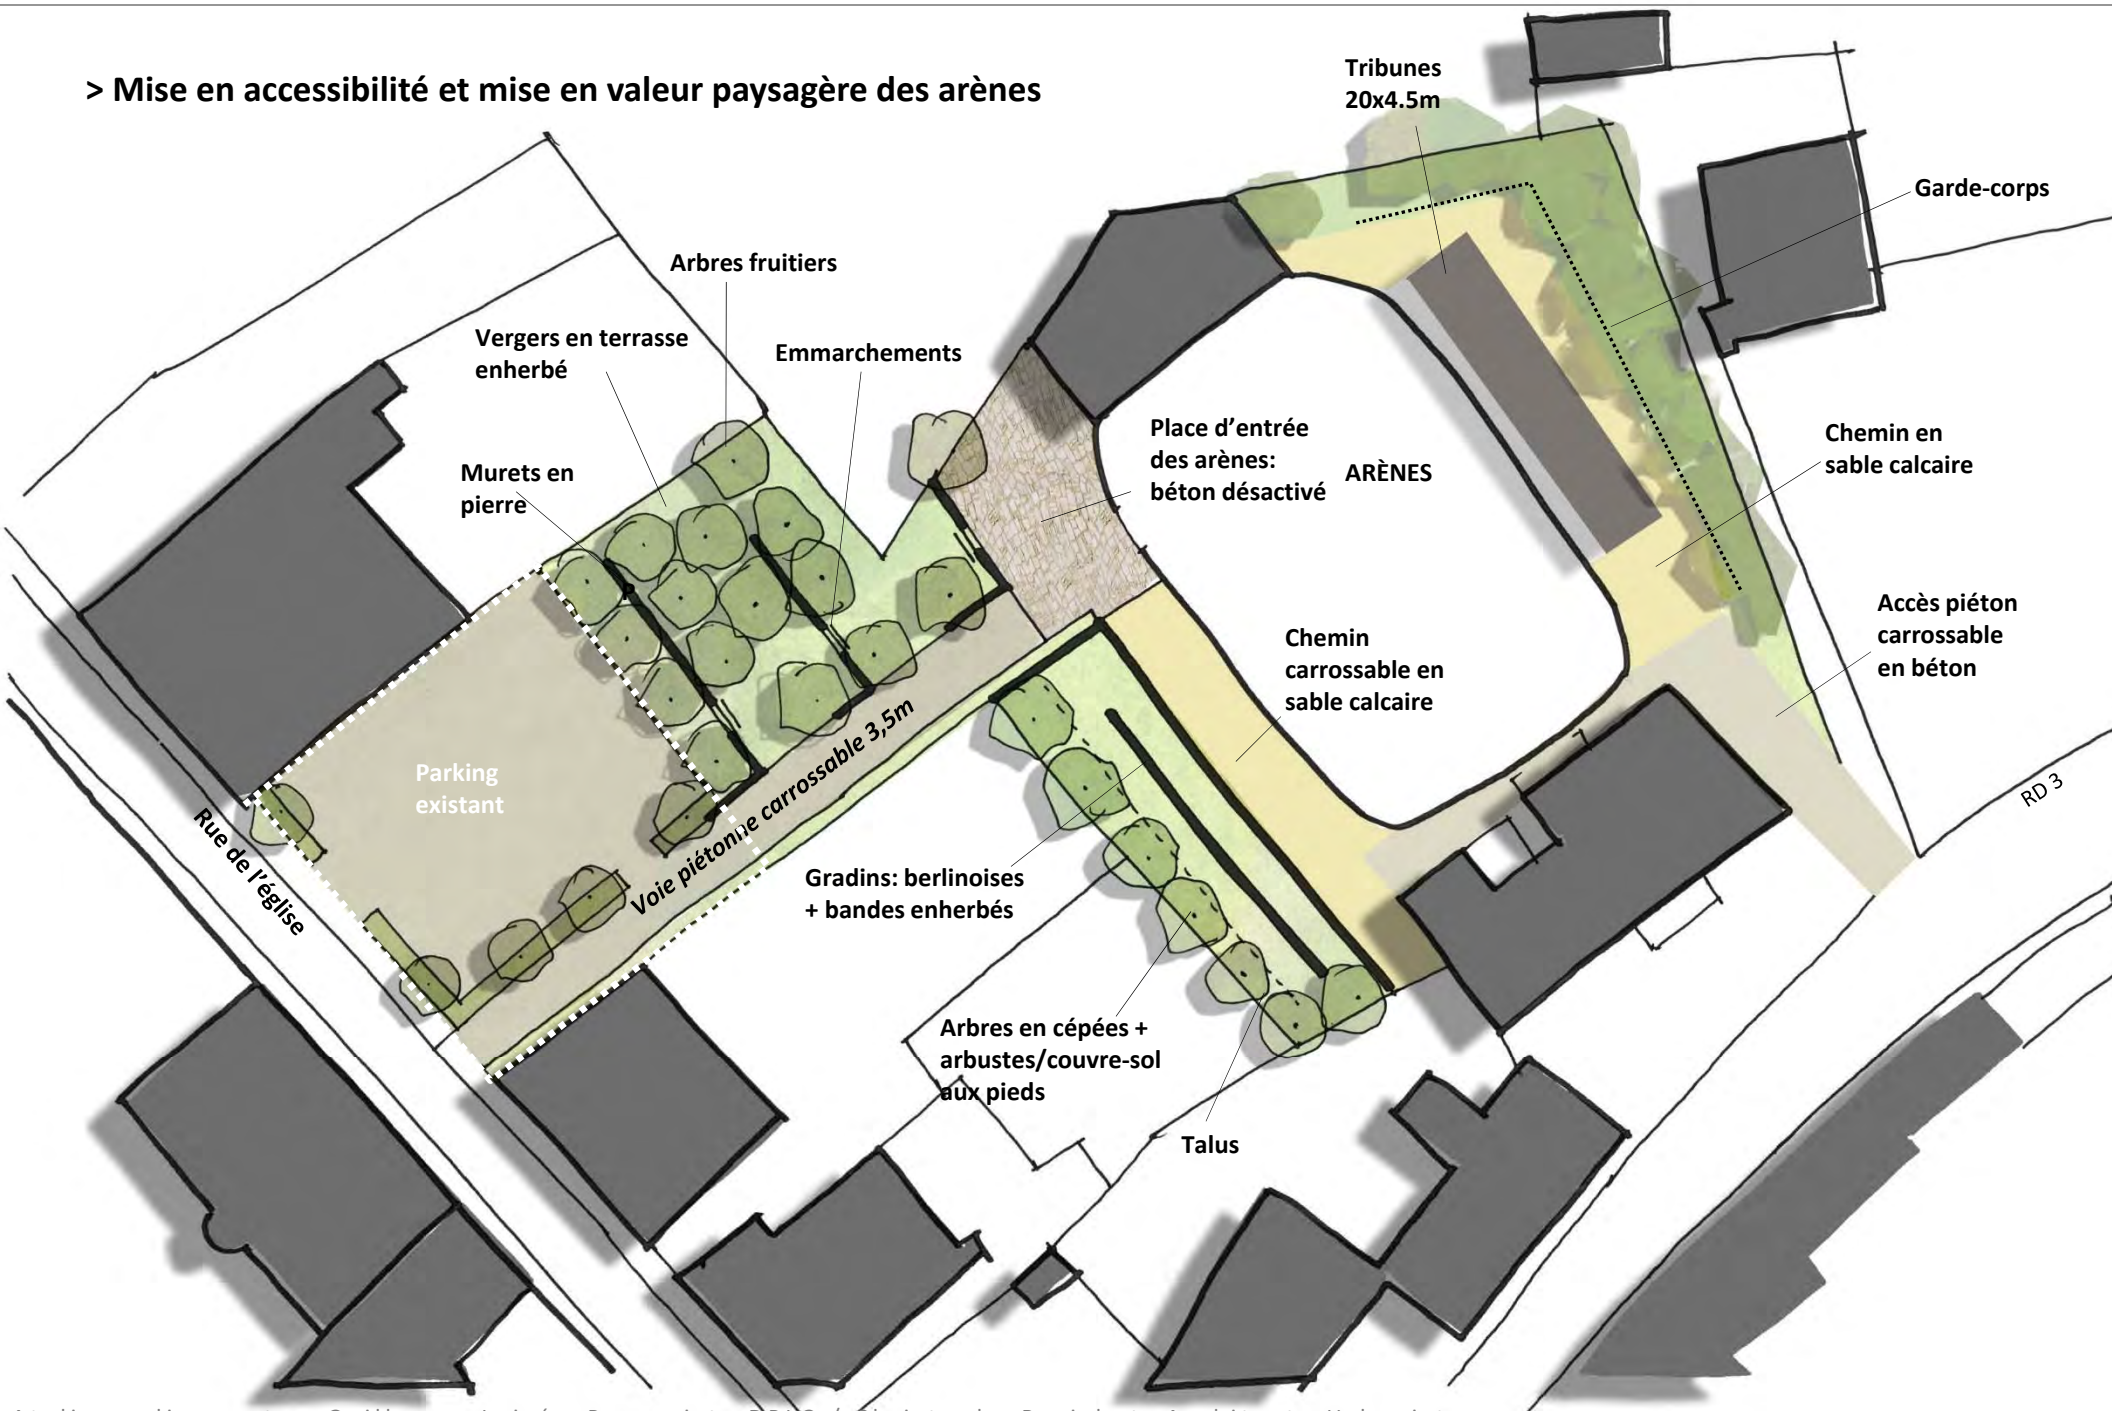 > Mise en accessibilité et mise en valeur paysagère des arènes
Tribunes
20x4.5m
Garde-corps
Arbres fruitiers
Vergers en terrasse
enherbé
Emmarchements
Murets en
pierre
Place d’entrée
des arènes:
béton désactivé
ARÈNES
Chemin en
sable calcaire
Accès piéton
carrossable
en béton
Chemin
carrossable en
sable calcaire
Parking
existant
Voie piétonne carrossable 3,5m
Rue de l’église
RD 3
Gradins: berlinoises
+ bandes enherbés
Arbres en cépées +
arbustes/couvre-sol
aux pieds
Talus